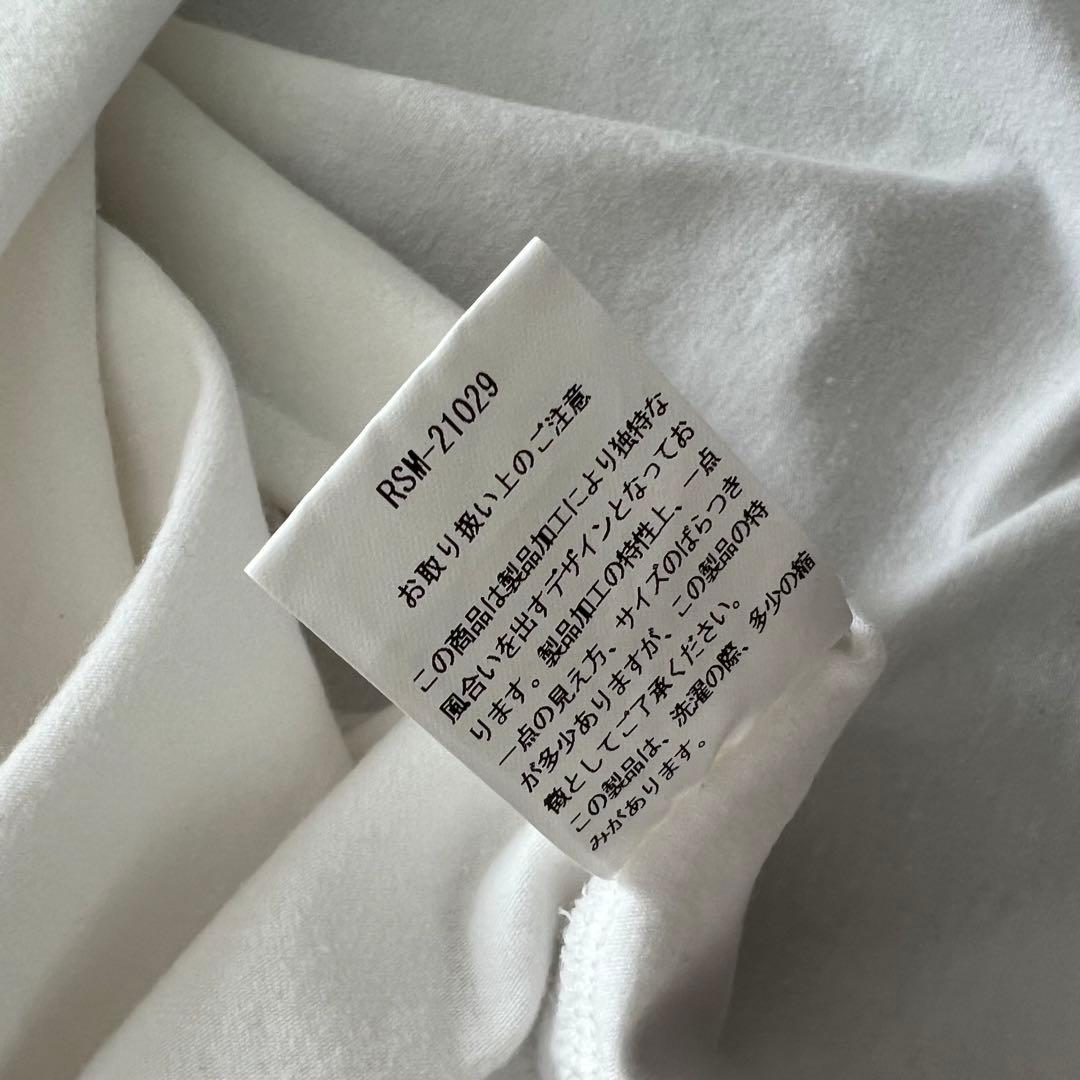 RSM-21029
お取り扱い上のご注意
この商品は製品加工により独特な
風合いを出すデザインとなってお
ります。製品加工の特性上、一点
一点の見え方、サイズのばらつき
が多少ありますが、この製品の特
徴としてご了承ください。
この製品は、洗濯の際、多少の縮
みがあります。